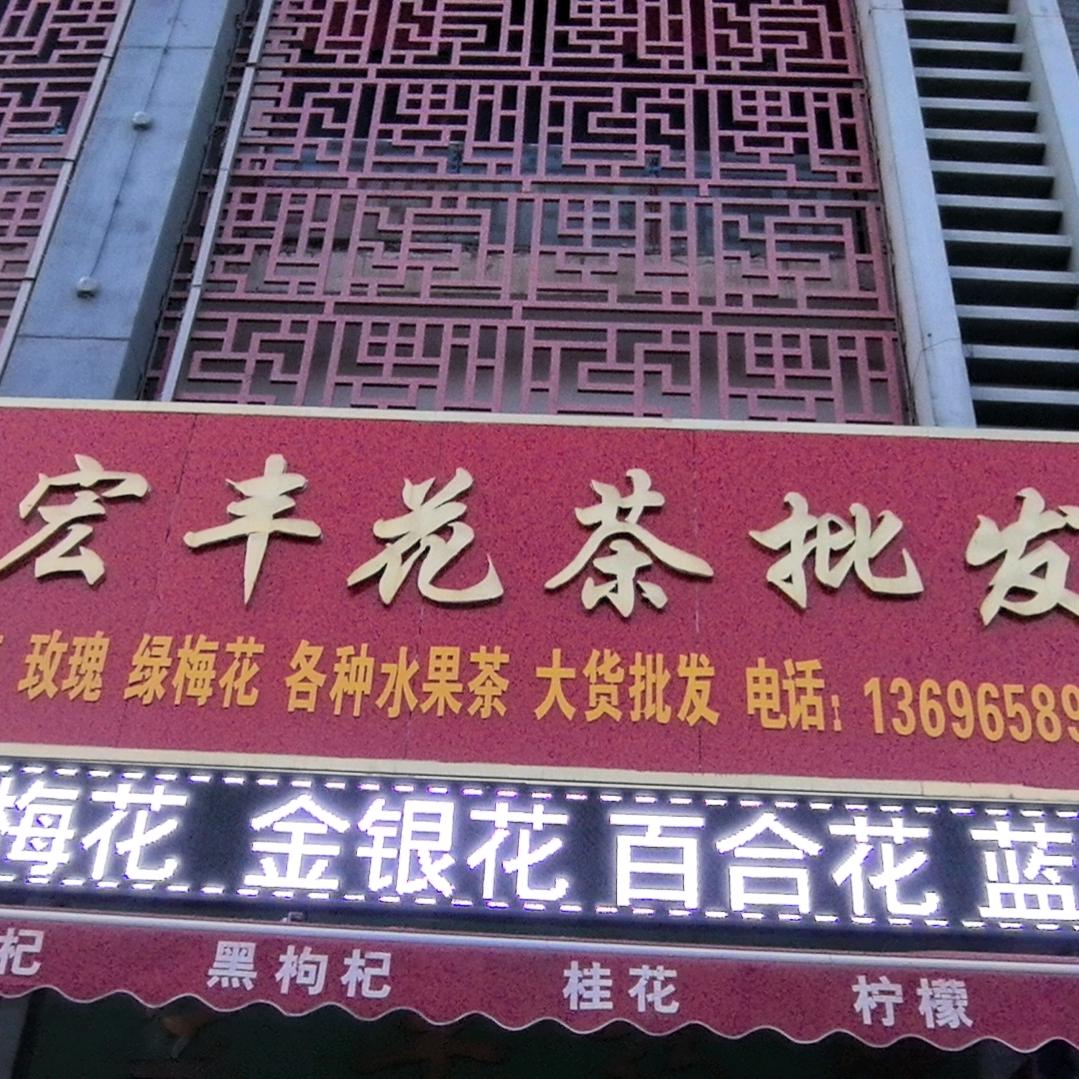 宏丰花茶批发
玫瑰 绿梅花 各种水果茶 大货批发 电话:13696589
梅花 金银花 百合花 蓝
杞 黑枸杞 桂花 柠檬